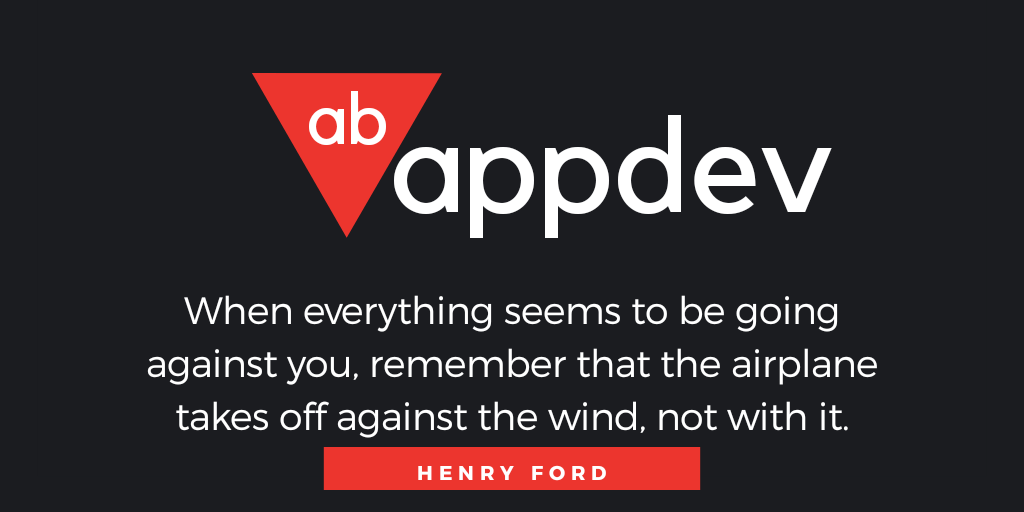 ab
appdev
When everything seems to be going
against you, remember that the airplane
takes off against the wind, not with it.
HENRY FORD